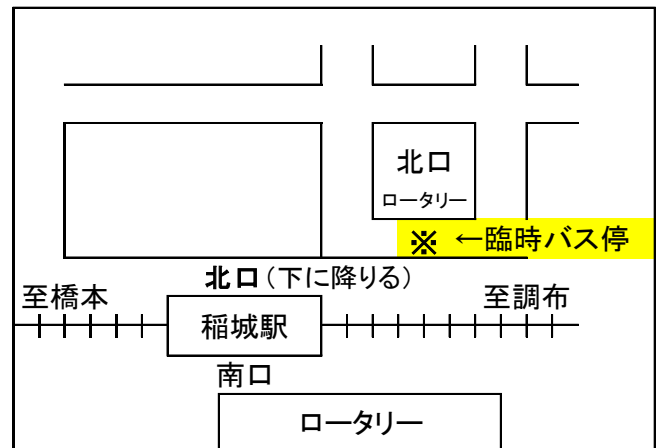 北口
ロータリー
※ ←臨時バス停
北口（下に降りる）
至橋本
至調布
稲城駅
南口
ロータリー